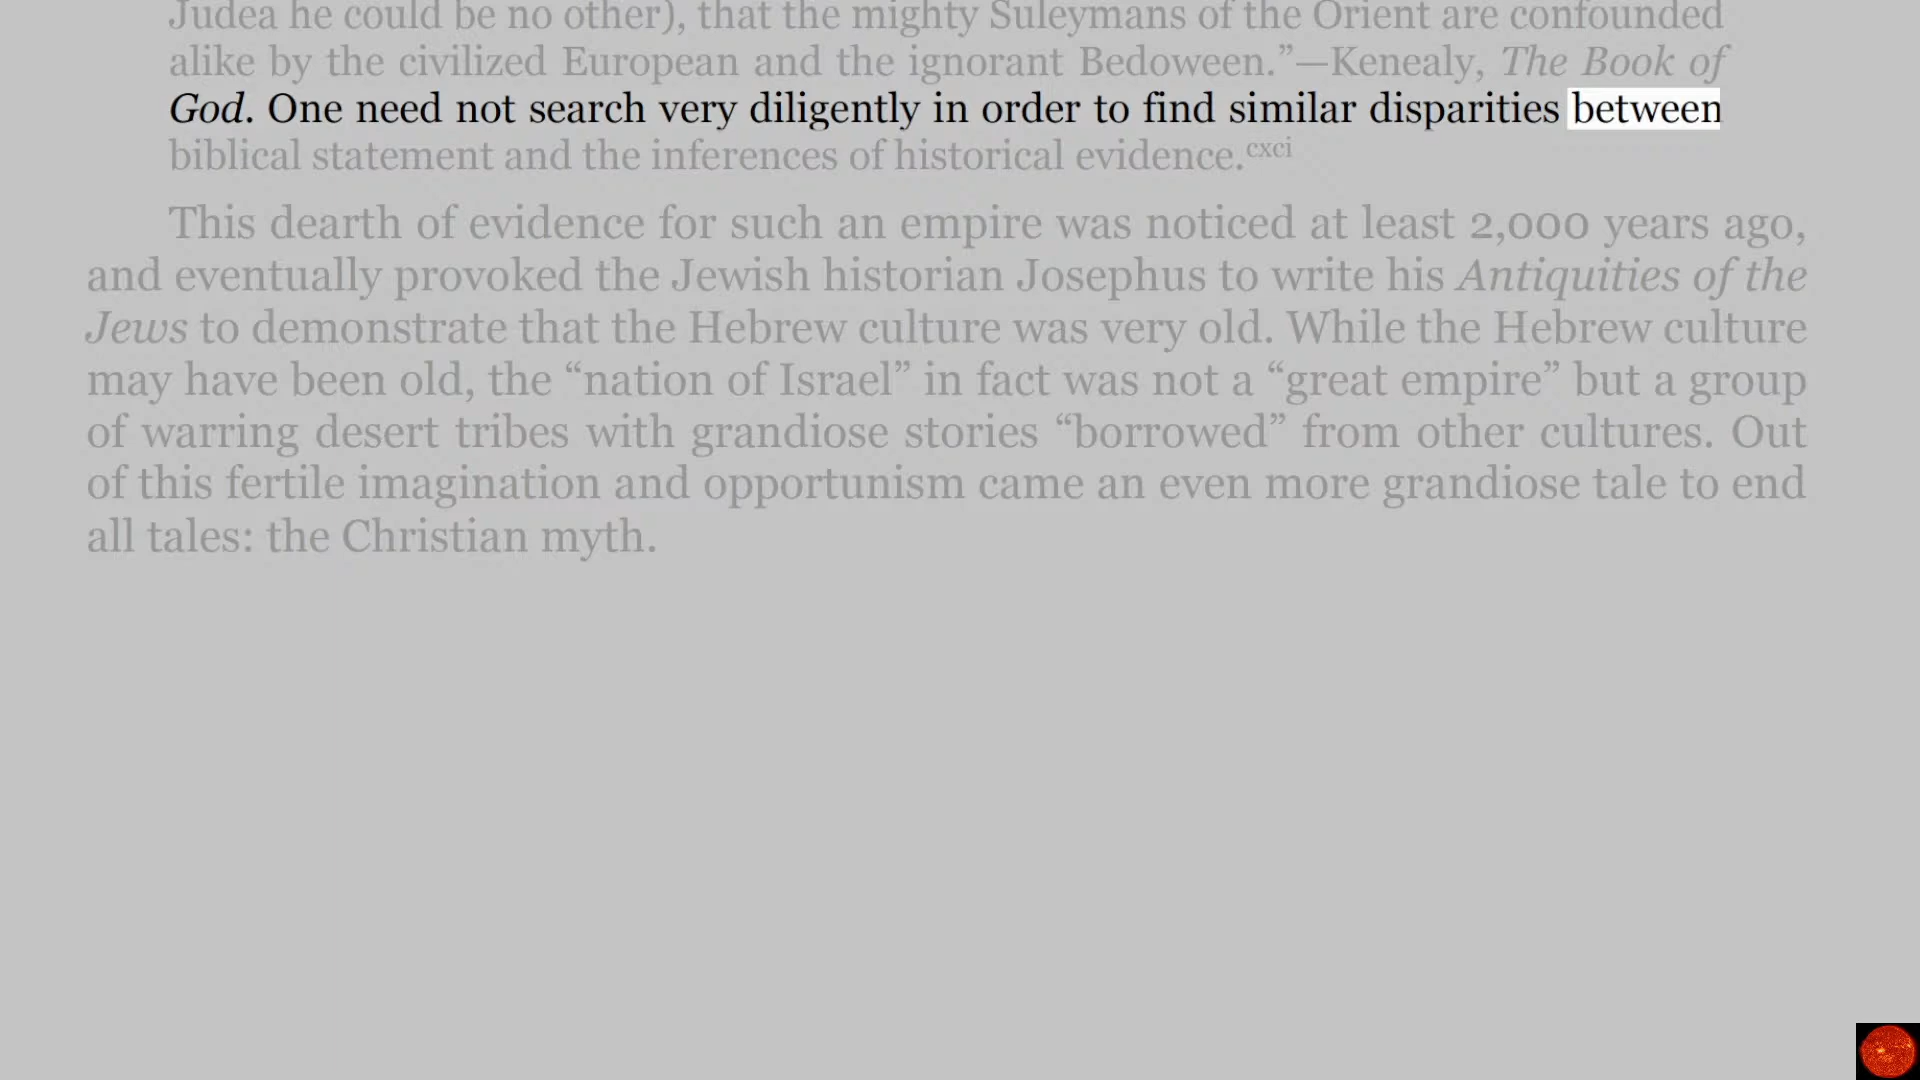 Judea he could be no other), that the mighty Suleymans of the Orient are confounded
alike by the civilized European and the ignorant Bedoween.”—Kenealy, The Book of
God. One need not search very diligently in order to find similar disparities between
biblical statement and the inferences of historical evidence.cxci
This dearth of evidence for such an empire was noticed at least 2,000 years ago,
and eventually provoked the Jewish historian Josephus to write his Antiquities of the
Jews to demonstrate that the Hebrew culture was very old. While the Hebrew culture
may have been old, the “nation of Israel” in fact was not a “great empire” but a group
of warring desert tribes with grandiose stories “borrowed” from other cultures. Out
of this fertile imagination and opportunism came an even more grandiose tale to end
all tales: the Christian myth.